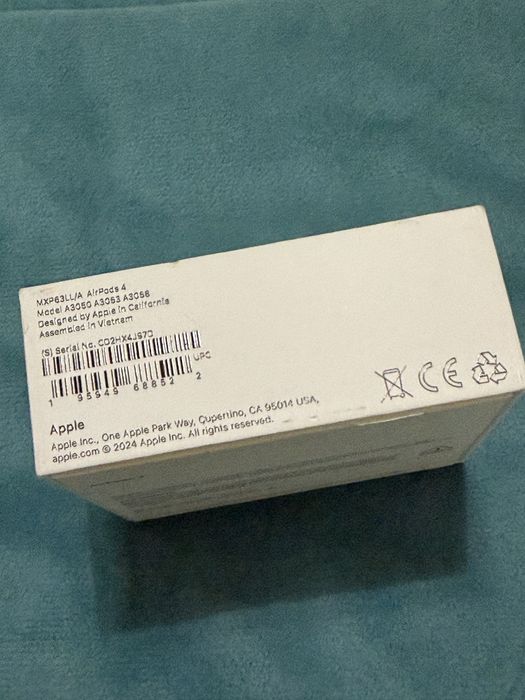 MXP63LL/A AirPods 4
Model A3050 A3053 A3058
Designed by Apple in California
Assembled in Vietnam
(S) Serial No. C02HX4JS7D
UPC
1 95949 68852 2
Apple
Apple Inc., One Apple Park Way, Cupertino, CA 95014 USA,
apple.com © 2024 Apple Inc. All rights reserved.
CE